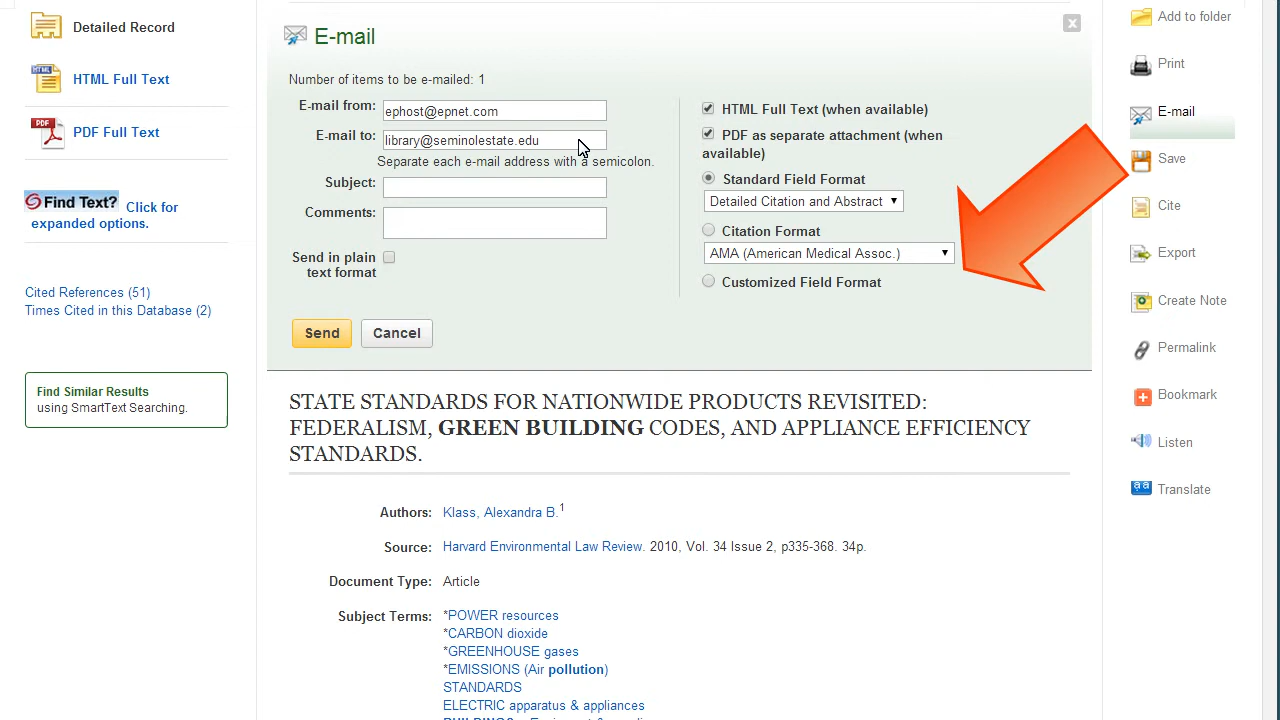 Detailed Record
HTML Full Text
PDF Full Text
Find Text? Click for
expanded options.
Cited References (51)
Times Cited in this Database (2)
Find Similar Results
using SmartText Searching.
E-mail
Number of items to be e-mailed: 1
E-mail from: ephost@epnet.com
E-mail to: library@seminolestate.edu
Separate each e-mail address with a semicolon.
Subject:
Comments:
Send in plain
text format
Send Cancel
HTML Full Text (when available)
PDF as separate attachment (when
available)
Standard Field Format
Detailed Citation and Abstract
Citation Format
AMA (American Medical Assoc.)
Customized Field Format
STATE STANDARDS FOR NATIONWIDE PRODUCTS REVISITED:
FEDERALISM, GREEN BUILDING CODES, AND APPLIANCE EFFICIENCY
STANDARDS.
Authors: Klass, Alexandra B.1
Source: Harvard Environmental Law Review. 2010, Vol. 34 Issue 2, p335-368. 34p.
Document Type: Article
Subject Terms: *POWER resources
*CARBON dioxide
*GREENHOUSE gases
*EMISSIONS (Air pollution)
STANDARDS
ELECTRIC apparatus & appliances
Add to folder
Print
E-mail
Save
Cite
Export
Create Note
Permalink
Bookmark
Listen
Translate